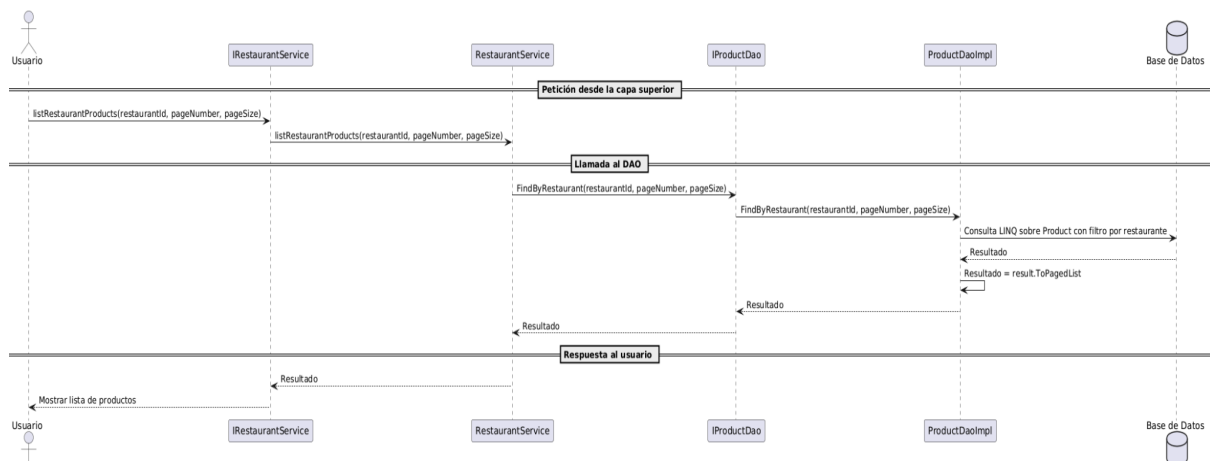 Usuario
IRestaurantService
RestaurantService
IProductDao
ProductDaoImpl
Base de Datos
Petición desde la capa superior
listRestaurantProducts(restaurantId, pageNumber, pageSize)
listRestaurantProducts(restaurantId, pageNumber, pageSize)
Llamada al DAO
FindByRestaurant(restaurantId, pageNumber, pageSize)
FindByRestaurant(restaurantId, pageNumber, pageSize)
Consulta LINQ sobre Product con filtro por restaurante
Resultado
Resultado = result.ToPagedList
Resultado
Resultado
Respuesta al usuario
Resultado
Mostrar lista de productos
Usuario
IRestaurantService
RestaurantService
IProductDao
ProductDaoImpl
Base de Datos